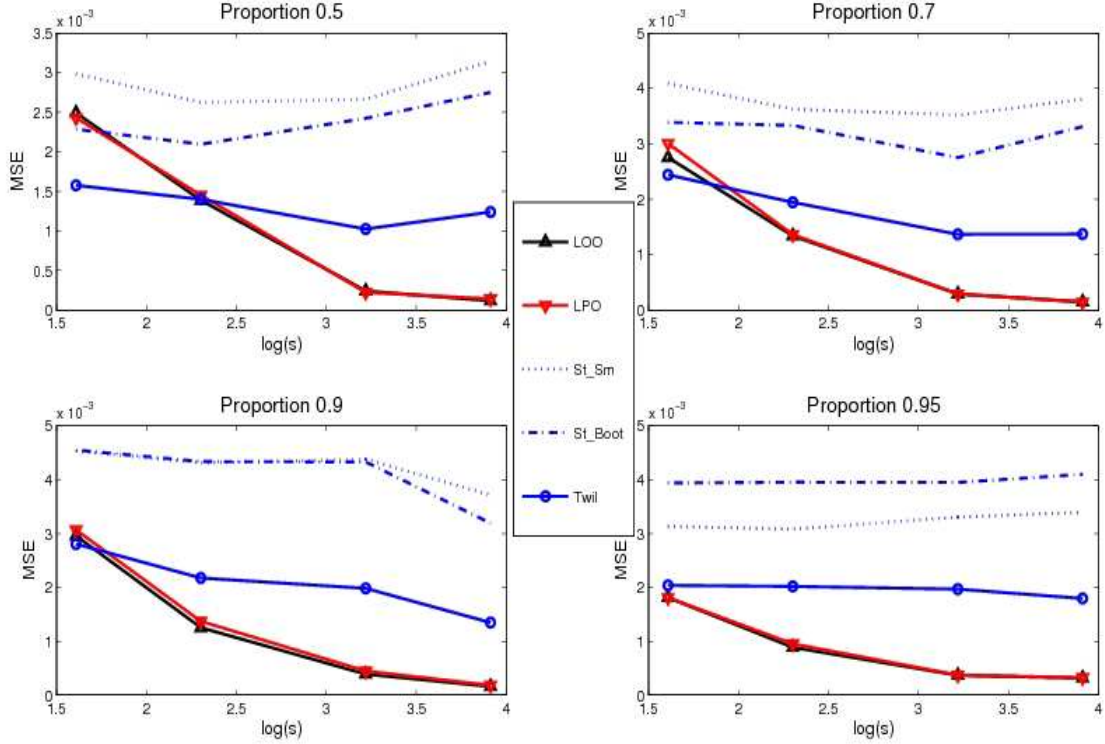 Proportion 0.5
x 10⁻³
3.5
3
2.5
2
1.5
1
0.5
0
MSE
1.5 2 2.5 3 3.5 4
log(s)
Proportion 0.7
x 10⁻³
5
4
3
2
1
0
MSE
1.5 2 2.5 3 3.5 4
log(s)
LOO
LPO
St_Sm
St_Boot
Twil
Proportion 0.9
x 10⁻³
5
4
3
2
1
0
MSE
1.5 2 2.5 3 3.5 4
log(s)
Proportion 0.95
x 10⁻³
5
4
3
2
1
0
MSE
1.5 2 2.5 3 3.5 4
log(s)